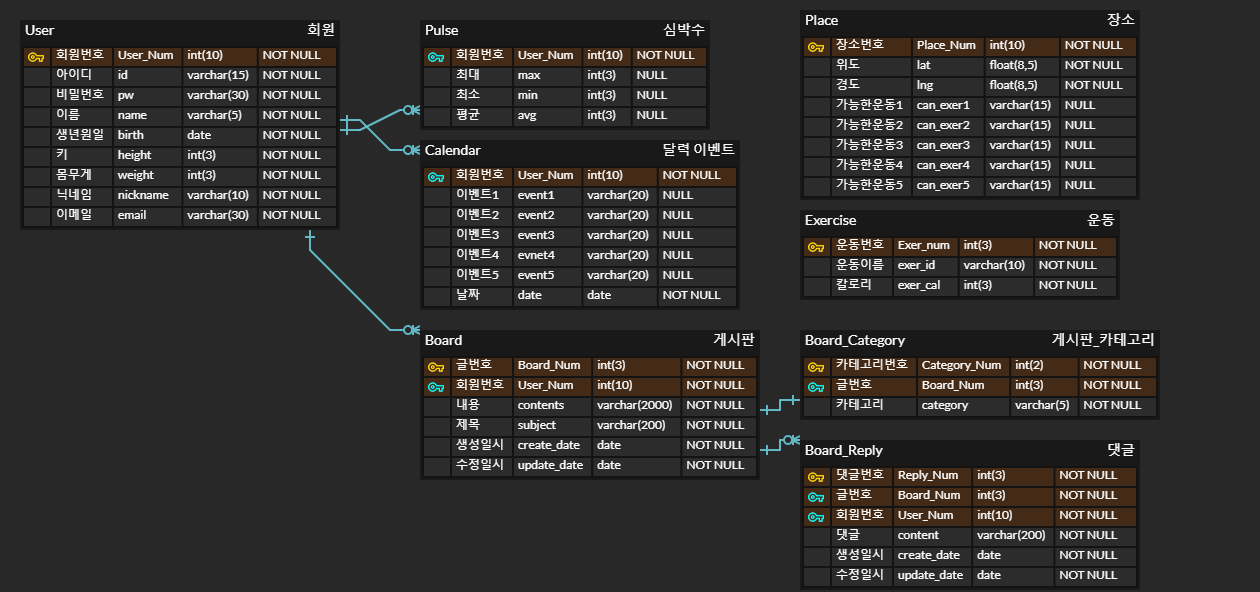 User 회원
회원번호 User_Num int(10) NOT NULL
아이디 id varchar(15) NOT NULL
비밀번호 pw varchar(30) NOT NULL
이름 name varchar(5) NOT NULL
생년월일 birth date NOT NULL
키 height int(3) NOT NULL
몸무게 weight int(3) NOT NULL
닉네임 nickname varchar(10) NOT NULL
이메일 email varchar(30) NOT NULL
Pulse 심박수
회원번호 User_Num int(10) NOT NULL
최대 max int(3) NULL
최소 min int(3) NULL
평균 avg int(3) NULL
Calendar 달력 이벤트
회원번호 User_Num int(10) NOT NULL
이벤트1 event1 varchar(20) NULL
이벤트2 event2 varchar(20) NULL
이벤트3 event3 varchar(20) NULL
이벤트4 evnet4 varchar(20) NULL
이벤트5 event5 varchar(20) NULL
날짜 date date NOT NULL
Board 게시판
글번호 Board_Num int(3) NOT NULL
회원번호 User_Num int(10) NOT NULL
내용 contents varchar(2000) NOT NULL
제목 subject varchar(200) NOT NULL
생성일시 create_date date NOT NULL
수정일시 update_date date NOT NULL
Place 장소
장소번호 Place_Num int(10) NOT NULL
위도 lat float(8,5) NOT NULL
경도 lng float(8,5) NOT NULL
가능한운동1 can_exer1 varchar(15) NULL
가능한운동2 can_exer2 varchar(15) NULL
가능한운동3 can_exer3 varchar(15) NULL
가능한운동4 can_exer4 varchar(15) NULL
가능한운동5 can_exer5 varchar(15) NULL
Exercise 운동
운동번호 Exer_num int(3) NOT NULL
운동이름 exer_id varchar(10) NOT NULL
칼로리 exer_cal int(3) NOT NULL
Board_Category 게시판_카테고리
카테고리번호 Category_Num int(2) NOT NULL
글번호 Board_Num int(3) NOT NULL
카테고리 category varchar(5) NOT NULL
Board_Reply 댓글
댓글번호 Reply_Num int(3) NOT NULL
글번호 Board_Num int(3) NOT NULL
회원번호 User_Num int(10) NOT NULL
댓글 content varchar(200) NOT NULL
생성일시 create_date date NOT NULL
수정일시 update_date date NOT NULL